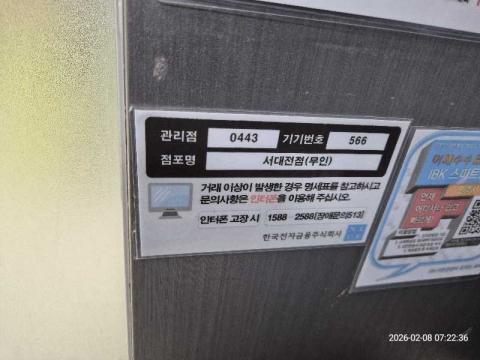 관리점 0443 기기번호 566
점포명 서대전점(무인)
거래 이상이 발생한 경우 명세표를 참고하시고
문의사항은 인터폰을 이용해 주십시오.
인터폰 고장 시 1588 - 2588[장애문의513]
한국전자금융주식회사
IBK 스마트
2026-02-08 07:22:36